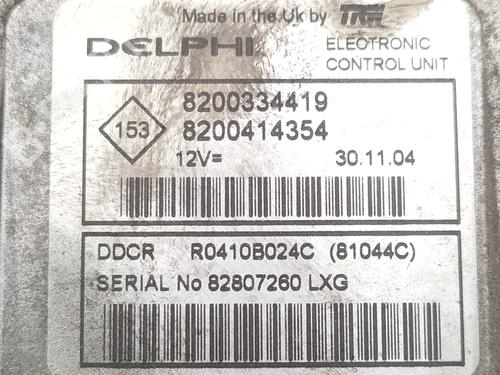 Made in the Uk by TRW
DELPHI
ELEOTRONIC
CONTROL UNIT
153
8200334419
8200414354
12V=
30.11.04
DDCR R0410B024C (81044C)
SERIAL No 82807260 LXG